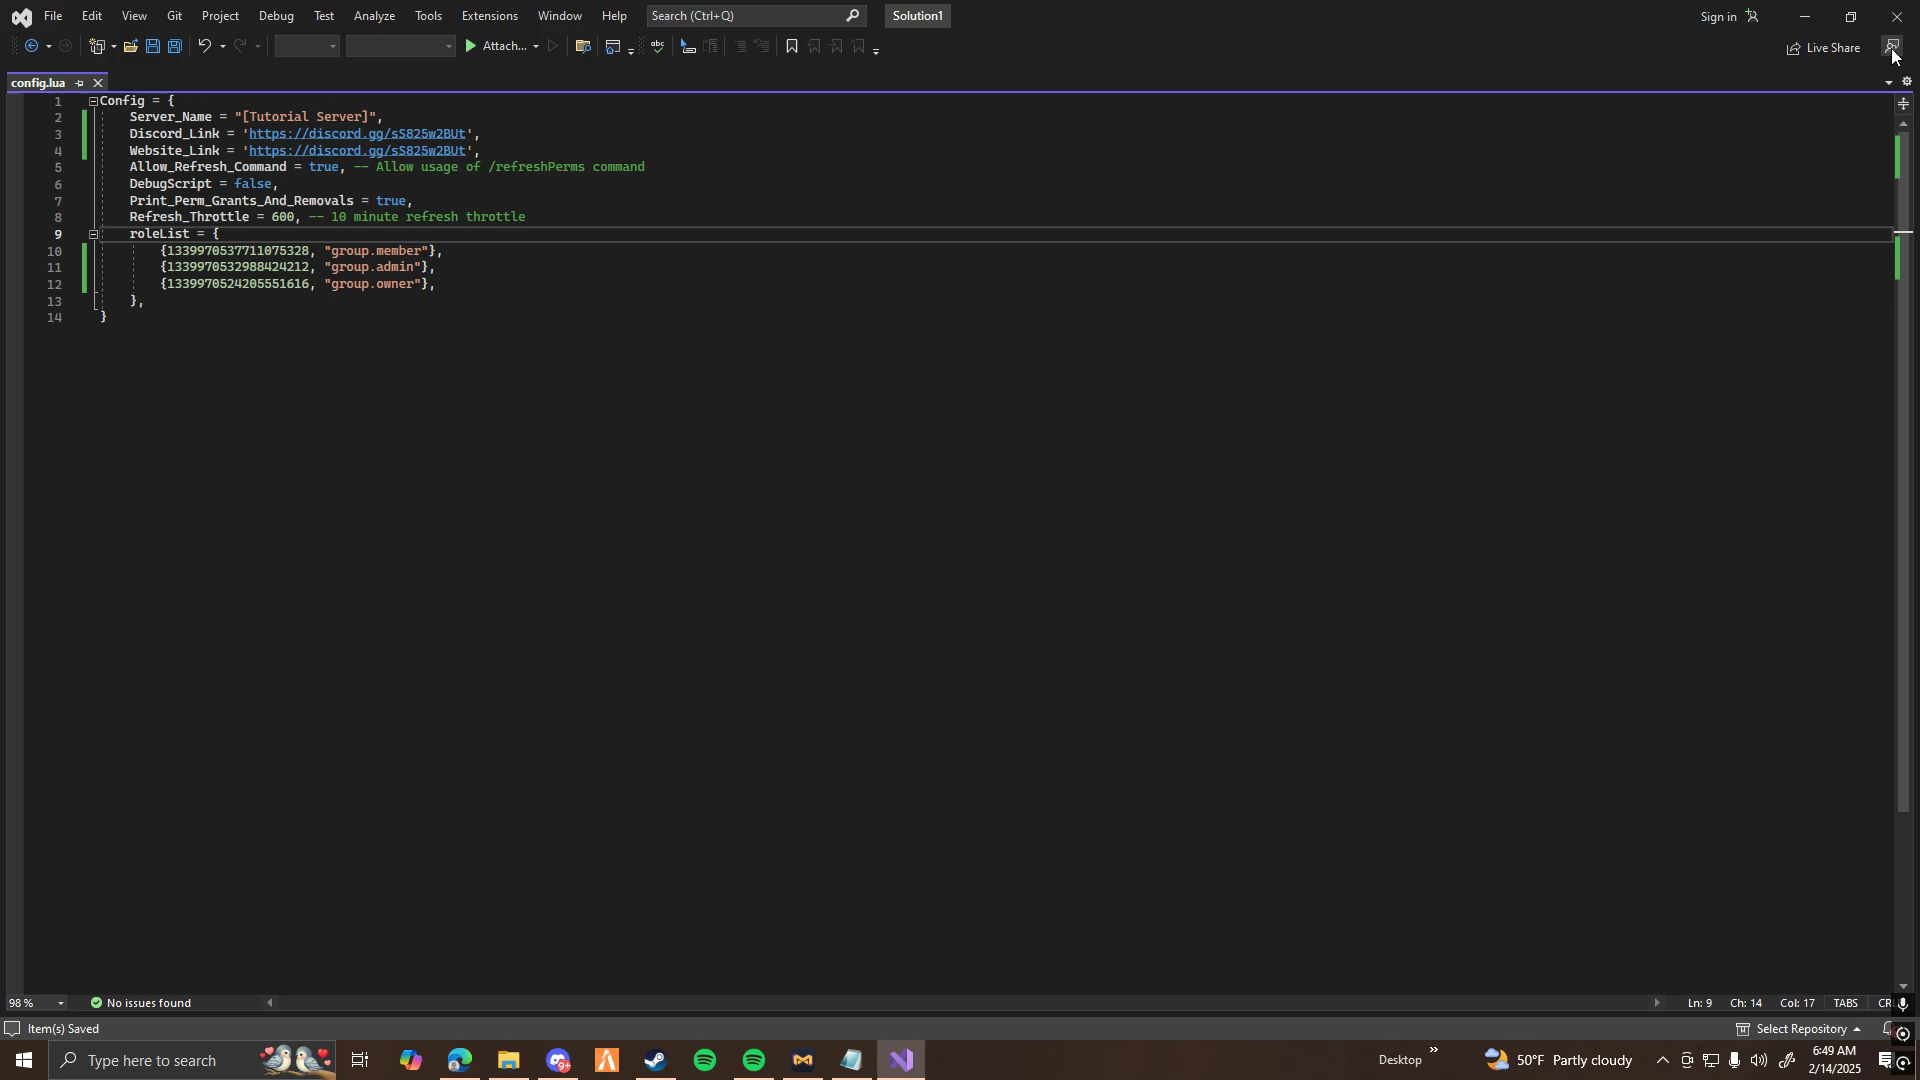 File Edit View Git Project Debug Test Analyze Tools Extensions Window Help Search (Ctrl+Q) Solution1 Sign in
Attach... Live Share
config.lua
1 Config = {
2 Server_Name = "[Tutorial Server]",
3 Discord_Link = 'https://discord.gg/sS825w2BUt',
4 Website_Link = 'https://discord.gg/sS825w2BUt',
5 Allow_Refresh_Command = true, -- Allow usage of /refreshPerms command
6 DebugScript = false,
7 Print_Perm_Grants_And_Removals = true,
8 Refresh_Throttle = 600, -- 10 minute refresh throttle
9 roleList = {
10 {1339970537711075328, "group.member"},
11 {1339970532988424212, "group.admin"},
12 {1339970524205551616, "group.owner"},
13 },
14 }
98 % No issues found Ln: 9 Ch: 14 Col: 17 TABS
Item(s) Saved Select Repository
Type here to search 9+ Desktop 50°F Partly cloudy 6:49 AM
2/14/2025